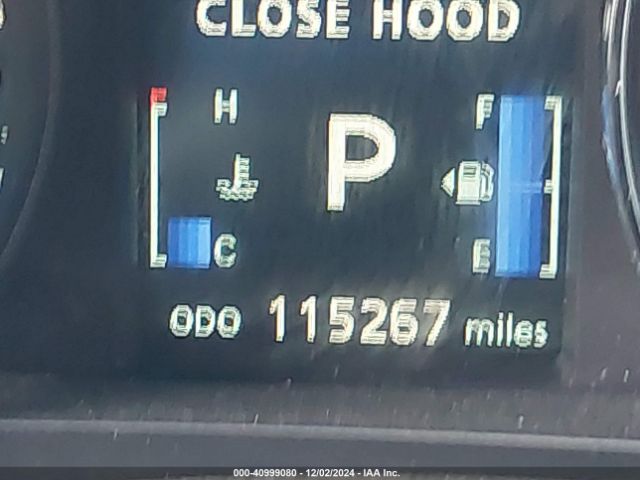 CLOSE HOOD
H
F
P
C
E
ODO 115267 miles
000-40999080 - 12/02/2024 - IAA Inc.